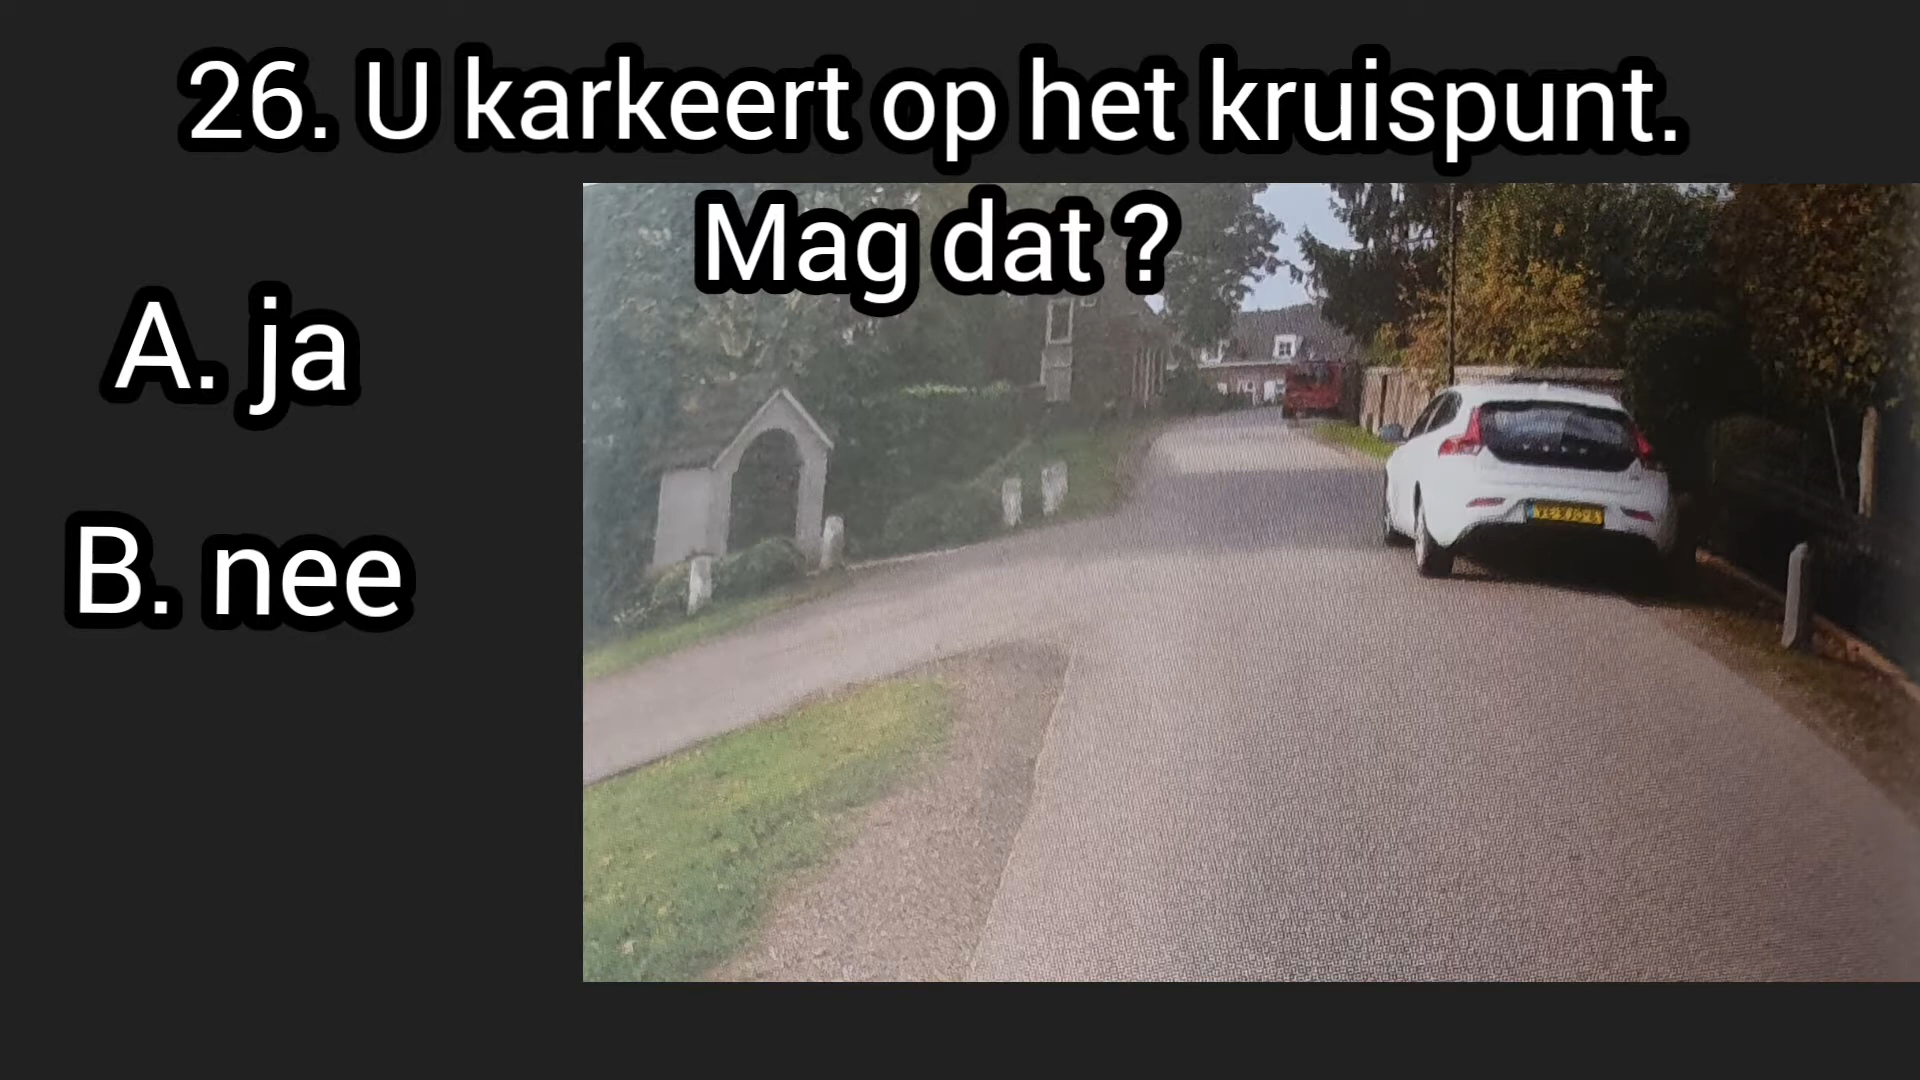 26. U karkeert op het kruispunt.
Mag dat ?
A. ja
B. nee